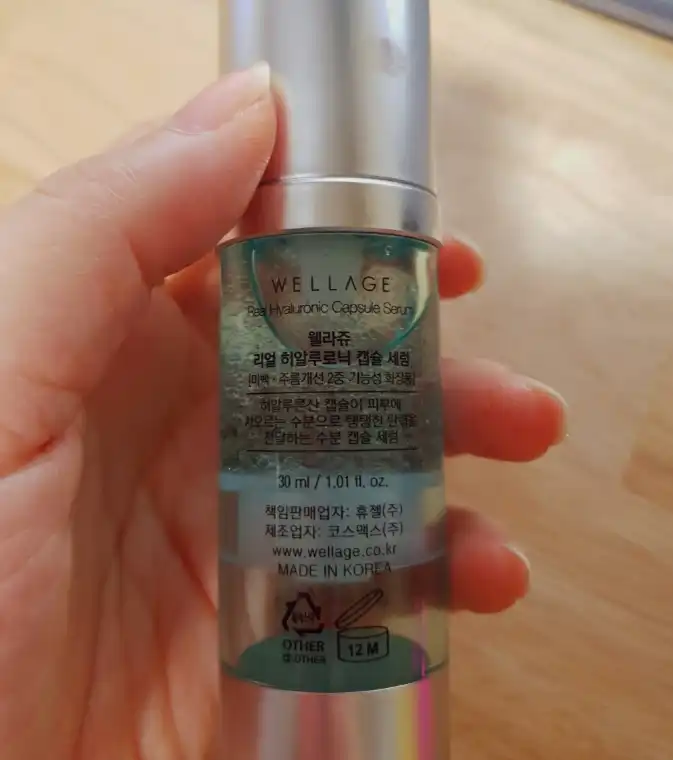 WELLAGE
Real Hyaluronic Capsule Serum
웰라쥬
리얼 히알루로닉 캡슐 세럼
[미백·주름개선 2중 기능성 화장품]
히알루론산 캡슐이 피부에
차오르는 수분으로 탱탱한 탄력을
전달하는 수분 캡슐 세럼
30 ml / 1.01 fl. oz.
책임판매업자: 휴젤(주)
제조업자: 코스맥스(주)
www.wellage.co.kr
MADE IN KOREA
OTHER
12 M
OTHER